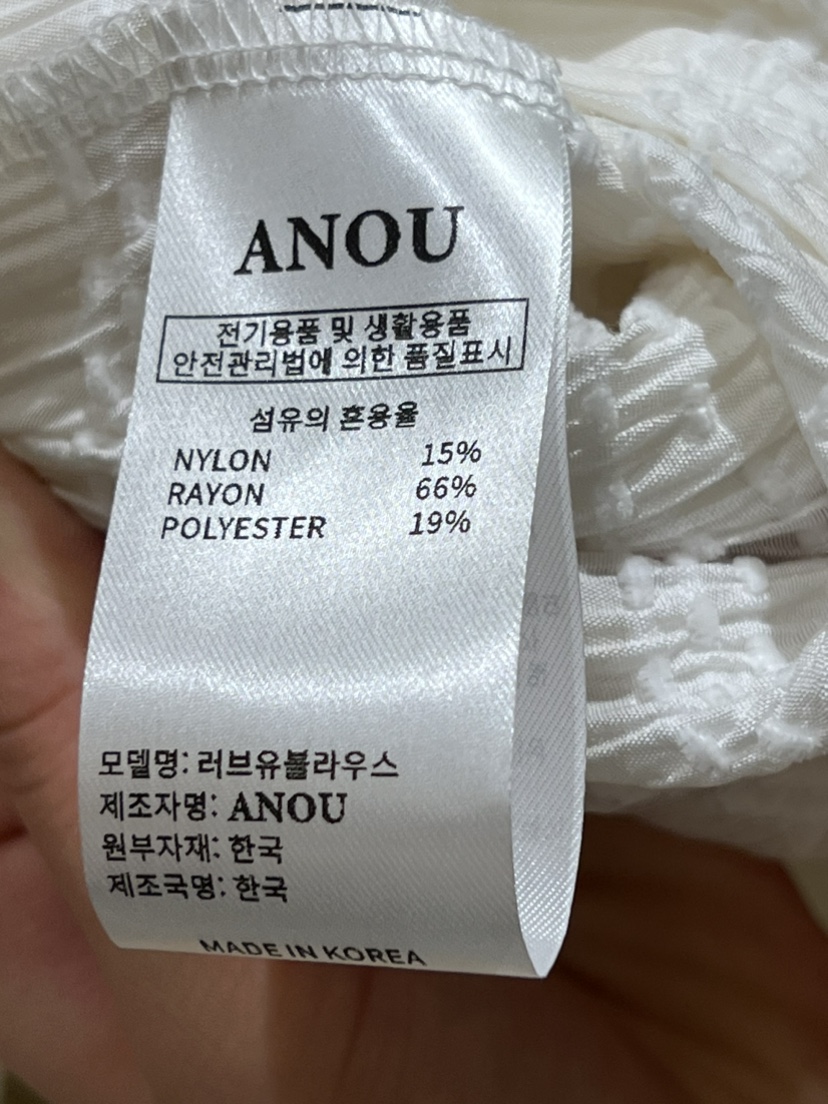 ANOU
전기용품 및 생활용품
안전관리법에 의한 품질표시
섬유의 혼용율
NYLON 15%
RAYON 66%
POLYESTER 19%
모델명: 러브유블라우스
제조자명: ANOU
원부자재: 한국
제조국명: 한국
MADE IN KOREA